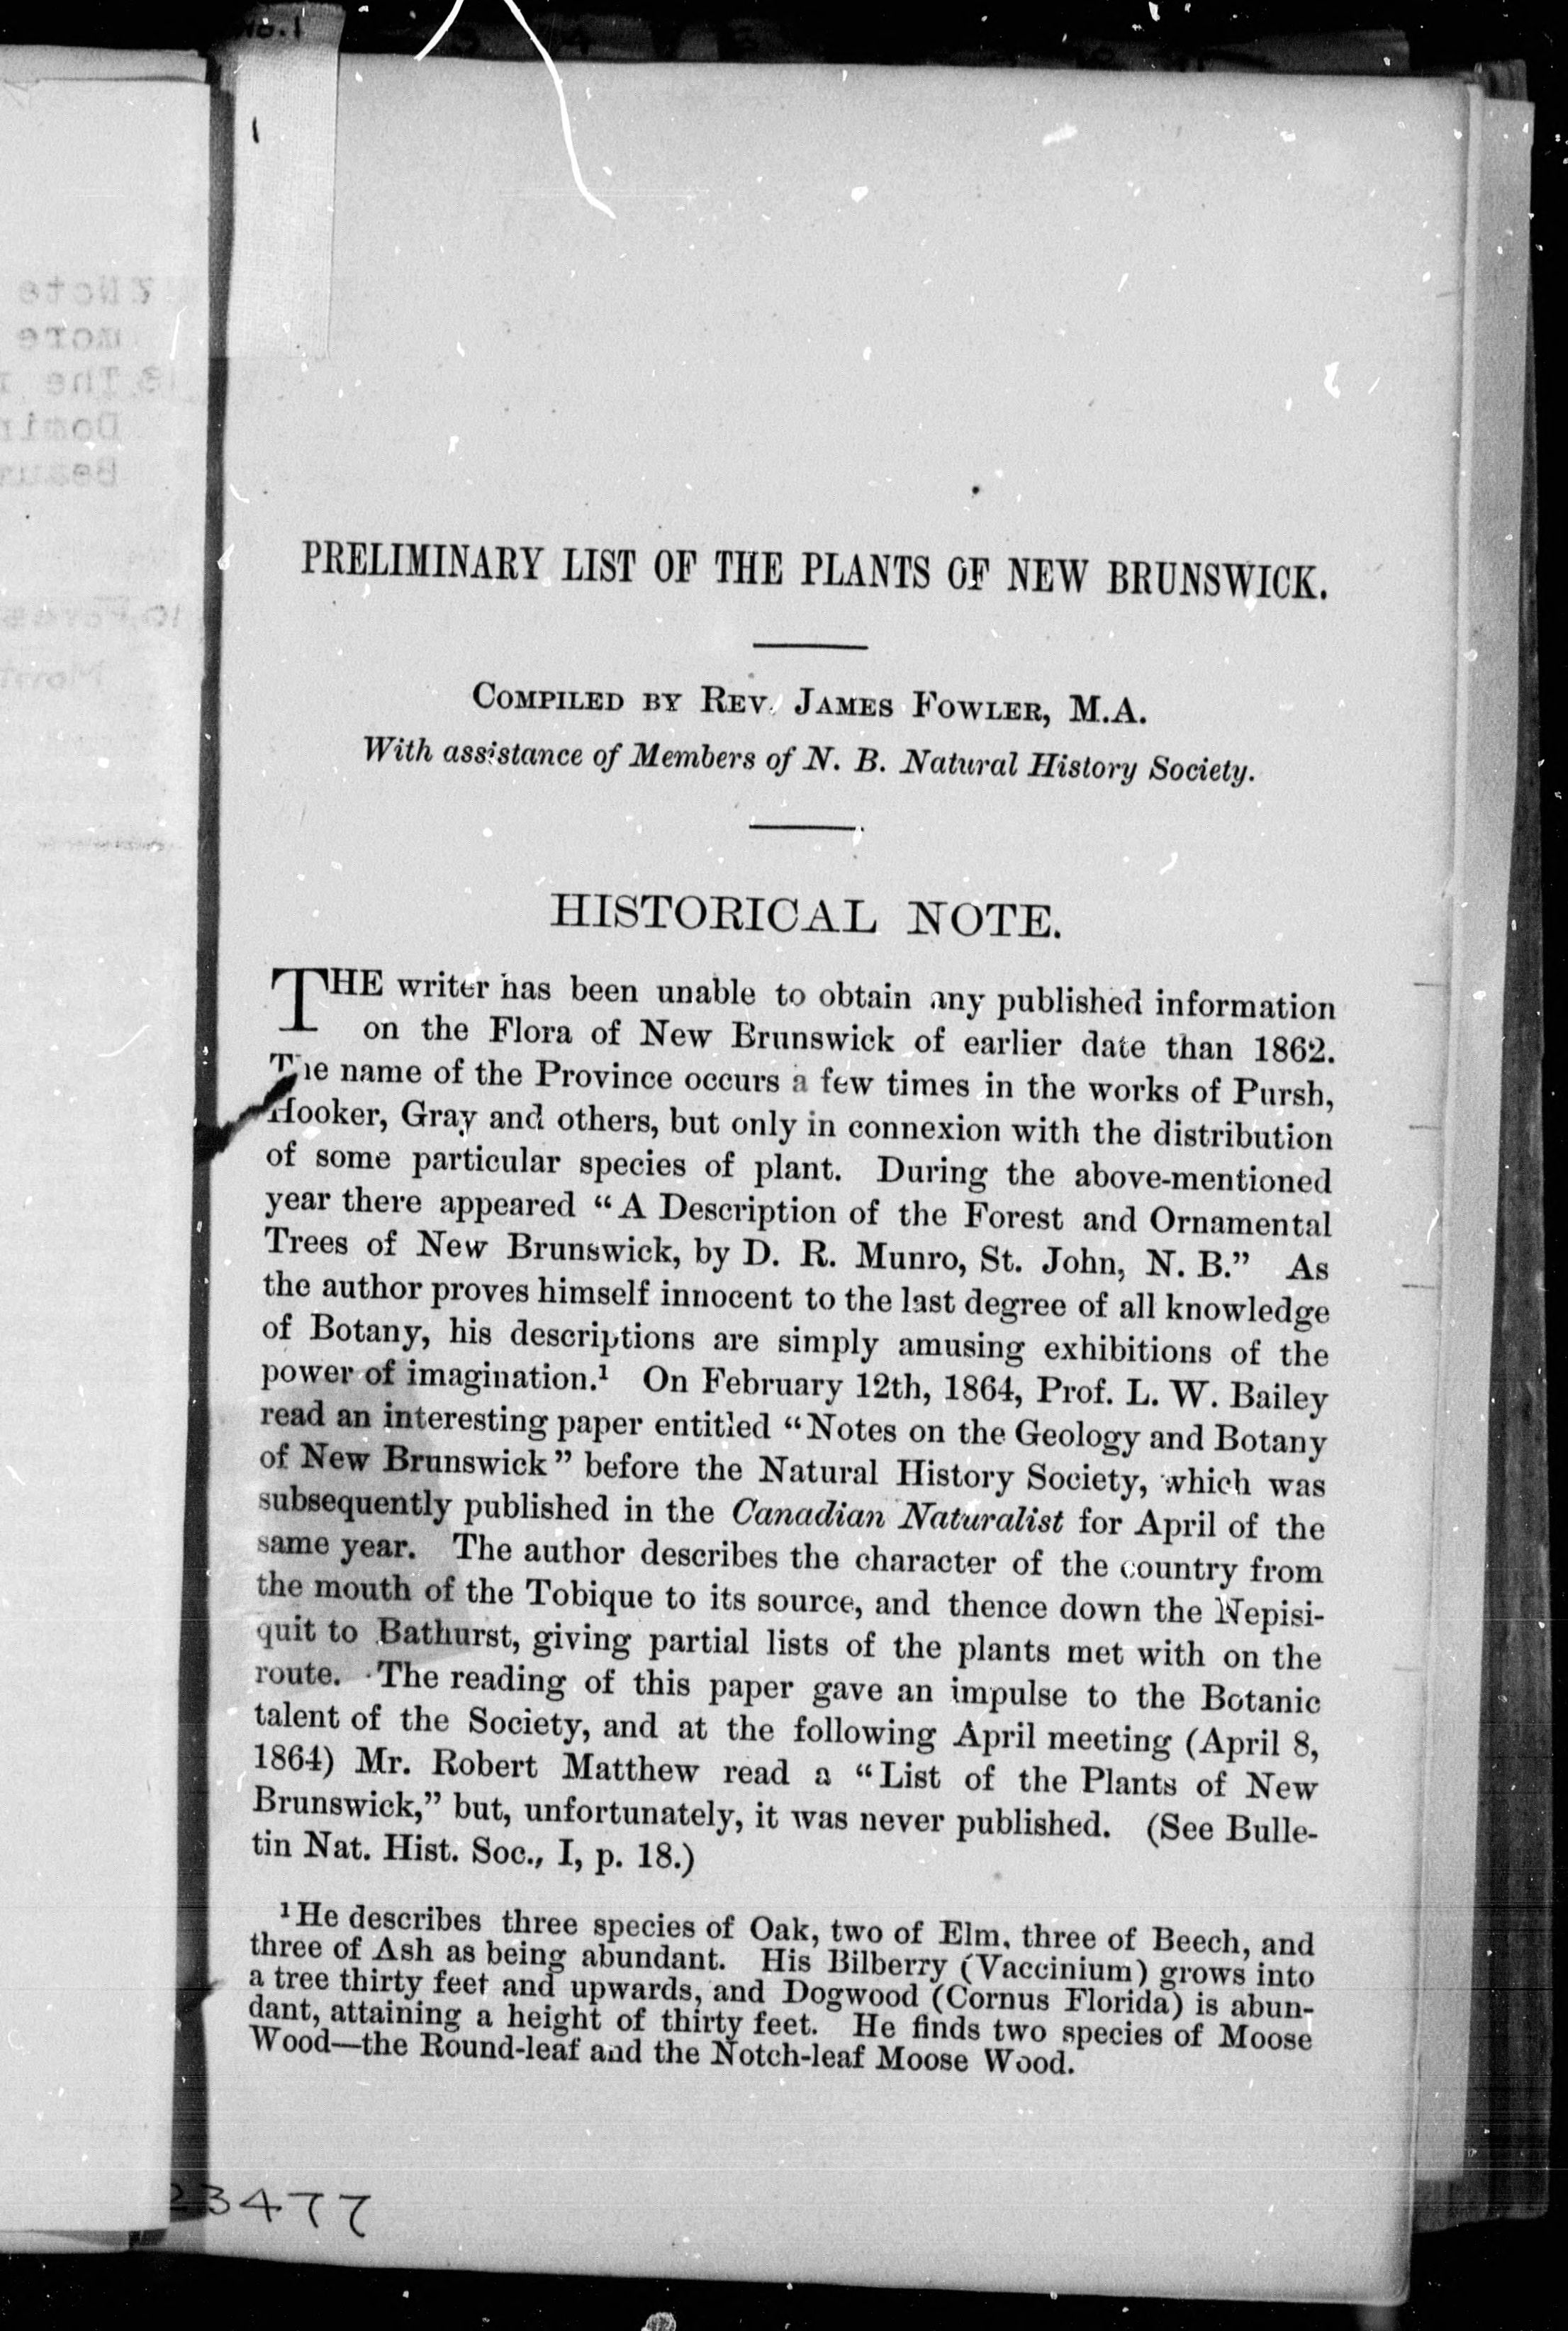 No.1
1
PRELIMINARY LIST OF THE PLANTS OF NEW BRUNSWICK.
COMPILED BY REV. JAMES FOWLER, M.A.
With assistance of Members of N. B. Natural History Society.
HISTORICAL NOTE.
THE writer has been unable to obtain any published information
on the Flora of New Brunswick of earlier date than 1862.
The name of the Province occurs a few times in the works of Pursh,
Hooker, Gray and others, but only in connexion with the distribution
of some particular species of plant. During the above-mentioned
year there appeared “A Description of the Forest and Ornamental
Trees of New Brunswick, by D. R. Munro, St. John, N. B.” As
the author proves himself innocent to the last degree of all knowledge
of Botany, his descriptions are simply amusing exhibitions of the
power of imagination.¹ On February 12th, 1864, Prof. L. W. Bailey
read an interesting paper entitled “Notes on the Geology and Botany
of New Brunswick” before the Natural History Society, which was
subsequently published in the Canadian Naturalist for April of the
same year. The author describes the character of the country from
the mouth of the Tobique to its source, and thence down the Nepisi-
quit to Bathurst, giving partial lists of the plants met with on the
route. The reading of this paper gave an impulse to the Botanic
talent of the Society, and at the following April meeting (April 8,
1864) Mr. Robert Matthew read a “List of the Plants of New
Brunswick,” but, unfortunately, it was never published. (See Bulle-
tin Nat. Hist. Soc., I, p. 18.)
¹ He describes three species of Oak, two of Elm, three of Beech, and
three of Ash as being abundant. His Bilberry (Vaccinium) grows into
a tree thirty feet and upwards, and Dogwood (Cornus Florida) is abun-
dant, attaining a height of thirty feet. He finds two species of Moose
Wood—the Round-leaf and the Notch-leaf Moose Wood.
23477